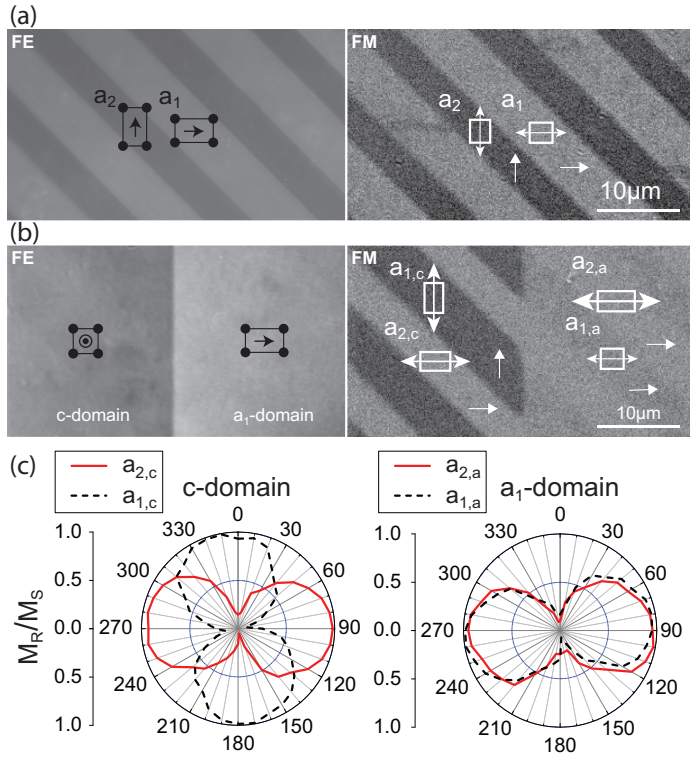 (a)
FE
a2
a1
FM
a2
a1
10μm
(b)
FE
c-domain
a1-domain
FM
a1,c
a2,c
a2,a
a1,a
10μm
(c)
a2,c
a1,c
c-domain
a2,a
a1,a
a1-domain
MR/MS
1.0
0.5
0.0
0.5
1.0
0
30
60
90
120
150
180
210
240
270
300
330
1.0
0.5
0.0
0.5
1.0
0
30
60
90
120
150
180
210
240
270
300
330